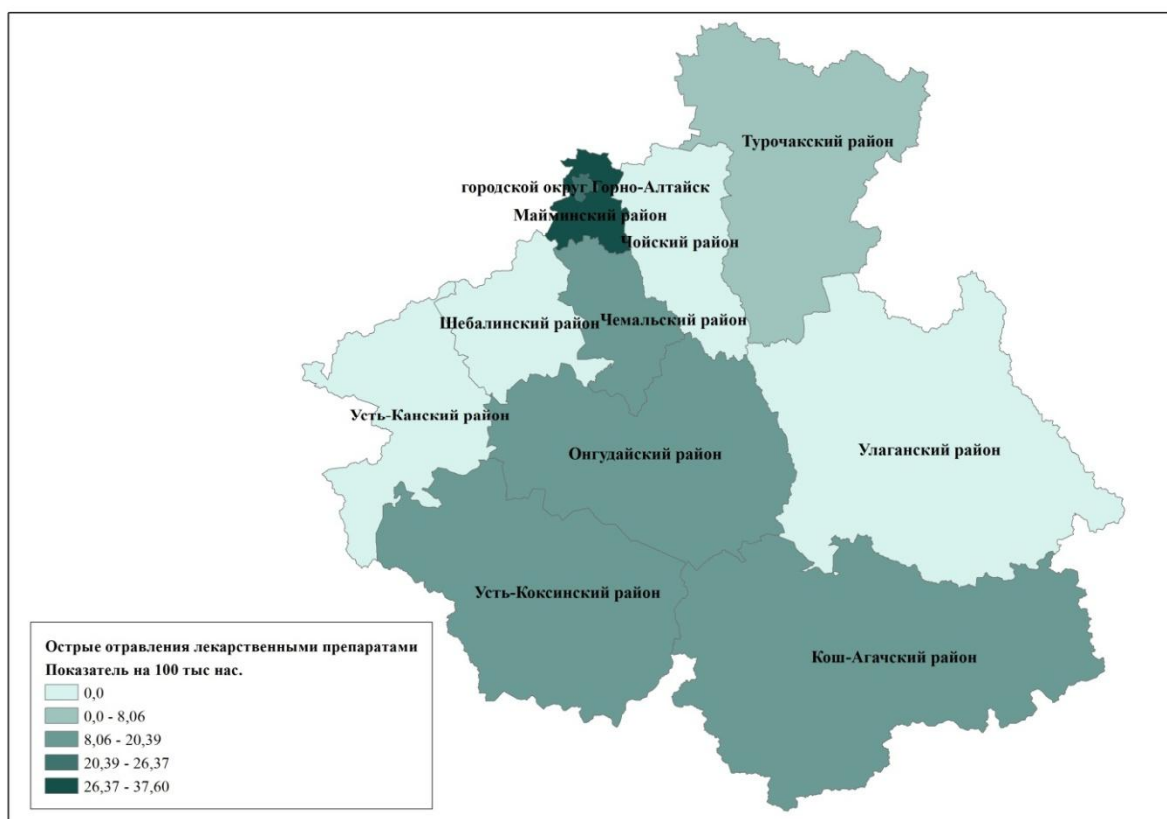 Турочакский район
городской округ Горно-Алтайск
Майминский район
Чойский район
Шебалинский район
Чемальский район
Усть-Канский район
Онгудайский район
Улаганский район
Усть-Коксинский район
Кош-Агачский район
Острые отравления лекарственными препаратами
Показатель на 100 тыс нас.
0,0
0,0 - 8,06
8,06 - 20,39
20,39 - 26,37
26,37 - 37,60